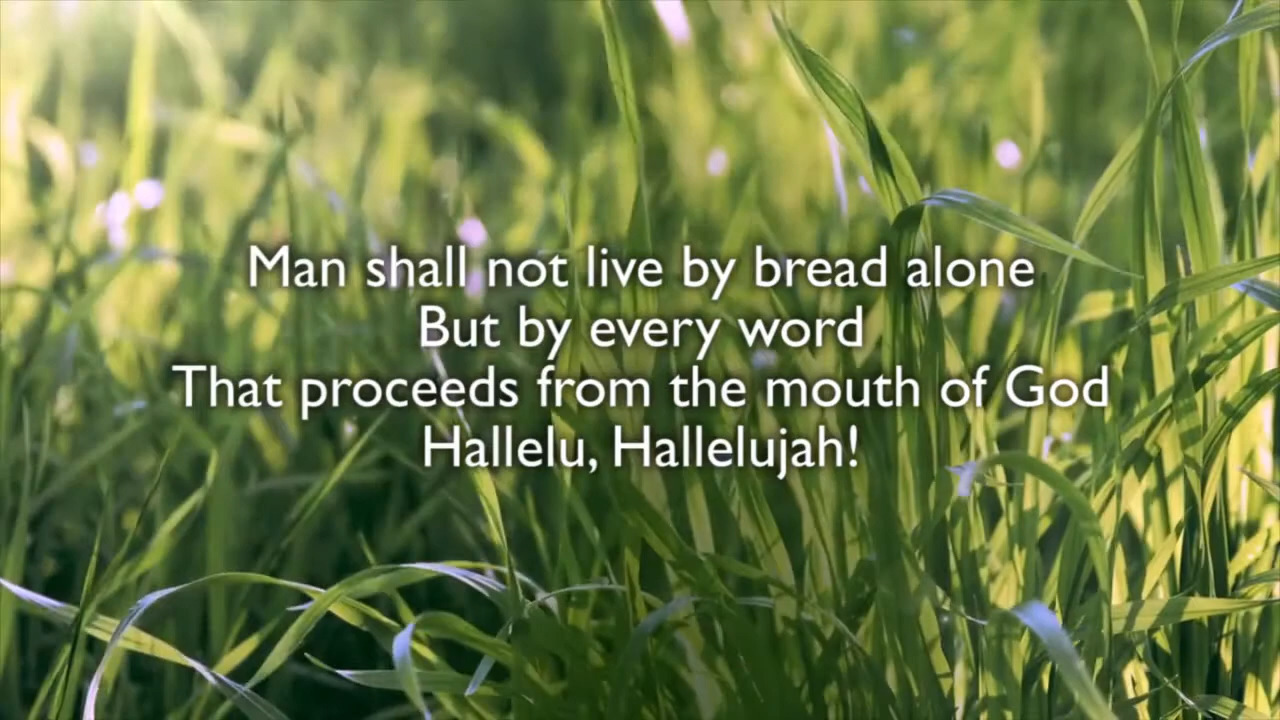 Man shall not live by bread alone
But by every word
That proceeds from the mouth of God
Hallelu, Hallelujah!